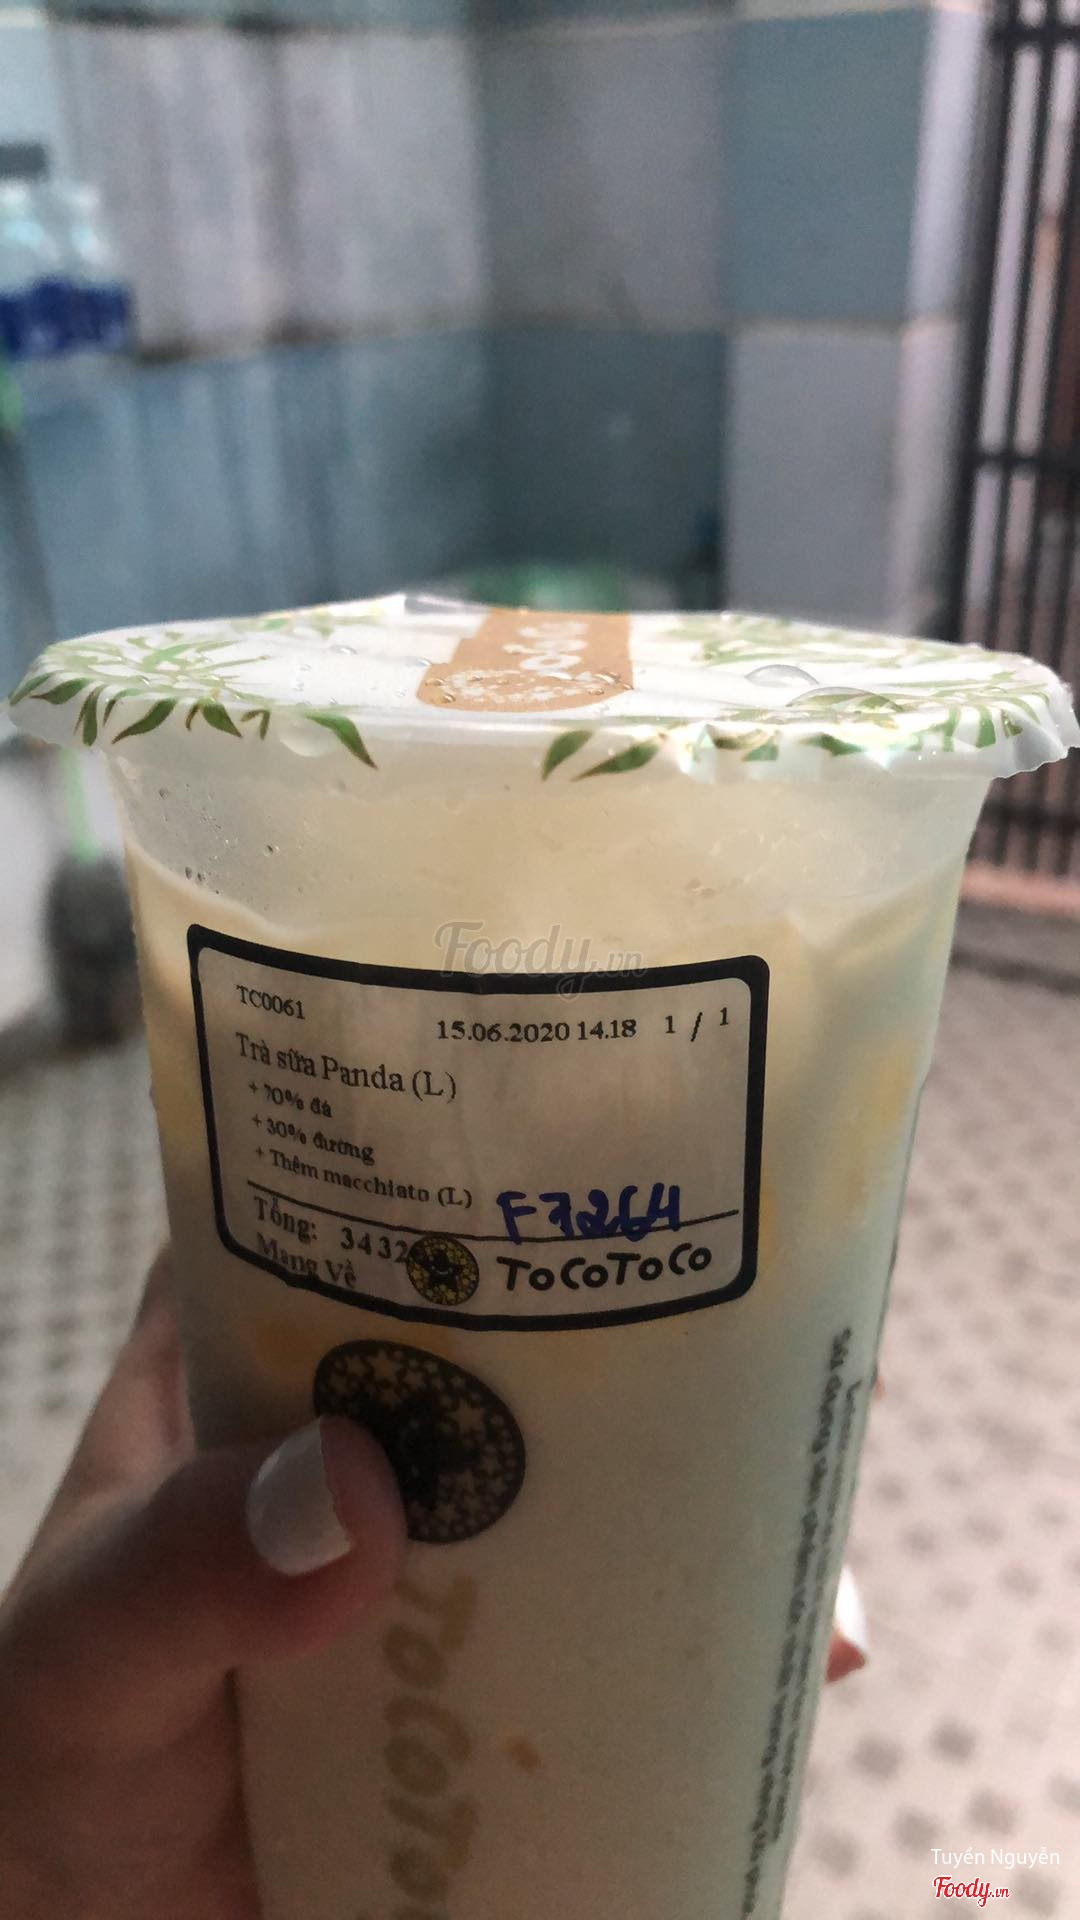 Foody.vn
TC0061
15.06.2020 14.18 1 / 1
Trà sữa Panda (L)
+ 70% đá
+ 30% đường
+ Thêm macchiato (L)
F7264
Tổng: 3432
Mang Về
ToCoToCo
Tuyền Nguyễn
Foody.vn